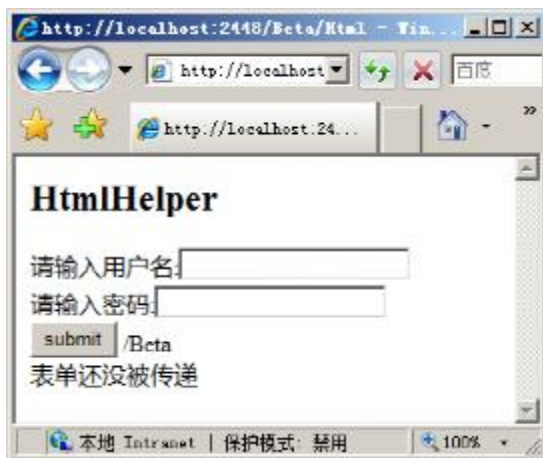 http://localhost:2448/Beta/Html - Win...
http://localhost
百度
http://localhost:24...
HtmlHelper
请输入用户名:
请输入密码:
submit /Beta
表单还没被传递
本地 Intranet | 保护模式: 禁用
100%